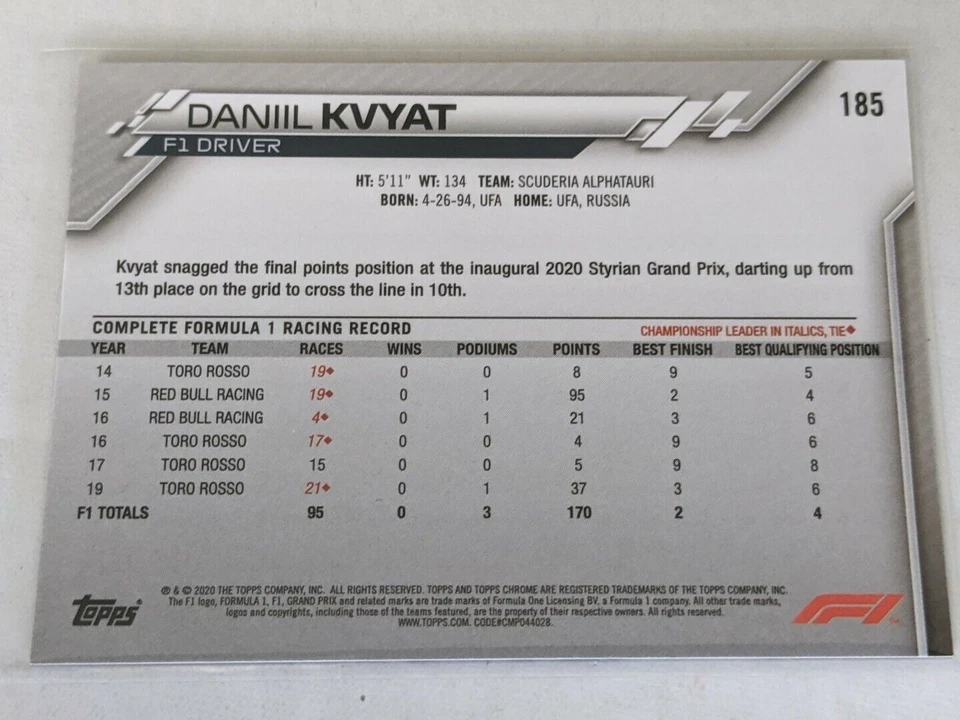 DANIIL KVYAT
185
F1 DRIVER
HT: 5'11" WT: 134 TEAM: SCUDERIA ALPHATAURI
BORN: 4-26-94, UFA HOME: UFA, RUSSIA
Kvyat snagged the final points position at the inaugural 2020 Styrian Grand Prix, darting up from
13th place on the grid to cross the line in 10th.
COMPLETE FORMULA 1 RACING RECORD CHAMPIONSHIP LEADER IN ITALICS, TIE◆
YEAR TEAM RACES WINS PODIUMS POINTS BEST FINISH BEST QUALIFYING POSITION
14 TORO ROSSO 19◆ 0 0 8 9 5
15 RED BULL RACING 19◆ 0 1 95 2 4
16 RED BULL RACING 4◆ 0 1 21 3 6
16 TORO ROSSO 17◆ 0 0 4 9 6
17 TORO ROSSO 15 0 0 5 9 8
19 TORO ROSSO 21◆ 0 1 37 3 6
F1 TOTALS 95 0 3 170 2 4
® & © 2020 THE TOPPS COMPANY, INC. ALL RIGHTS RESERVED. TOPPS AND TOPPS CHROME ARE REGISTERED TRADEMARKS OF THE TOPPS COMPANY, INC.
The F1 logo, FORMULA 1, F1, GRAND PRIX and related marks are trade marks of Formula One Licensing BV, a Formula 1 company. All other trade marks,
logos and copyrights, including those of the teams featured, are the property of their respective owners. All rights reserved.
WWW.TOPPS.COM. CODE#CMP044028.
Topps
F1